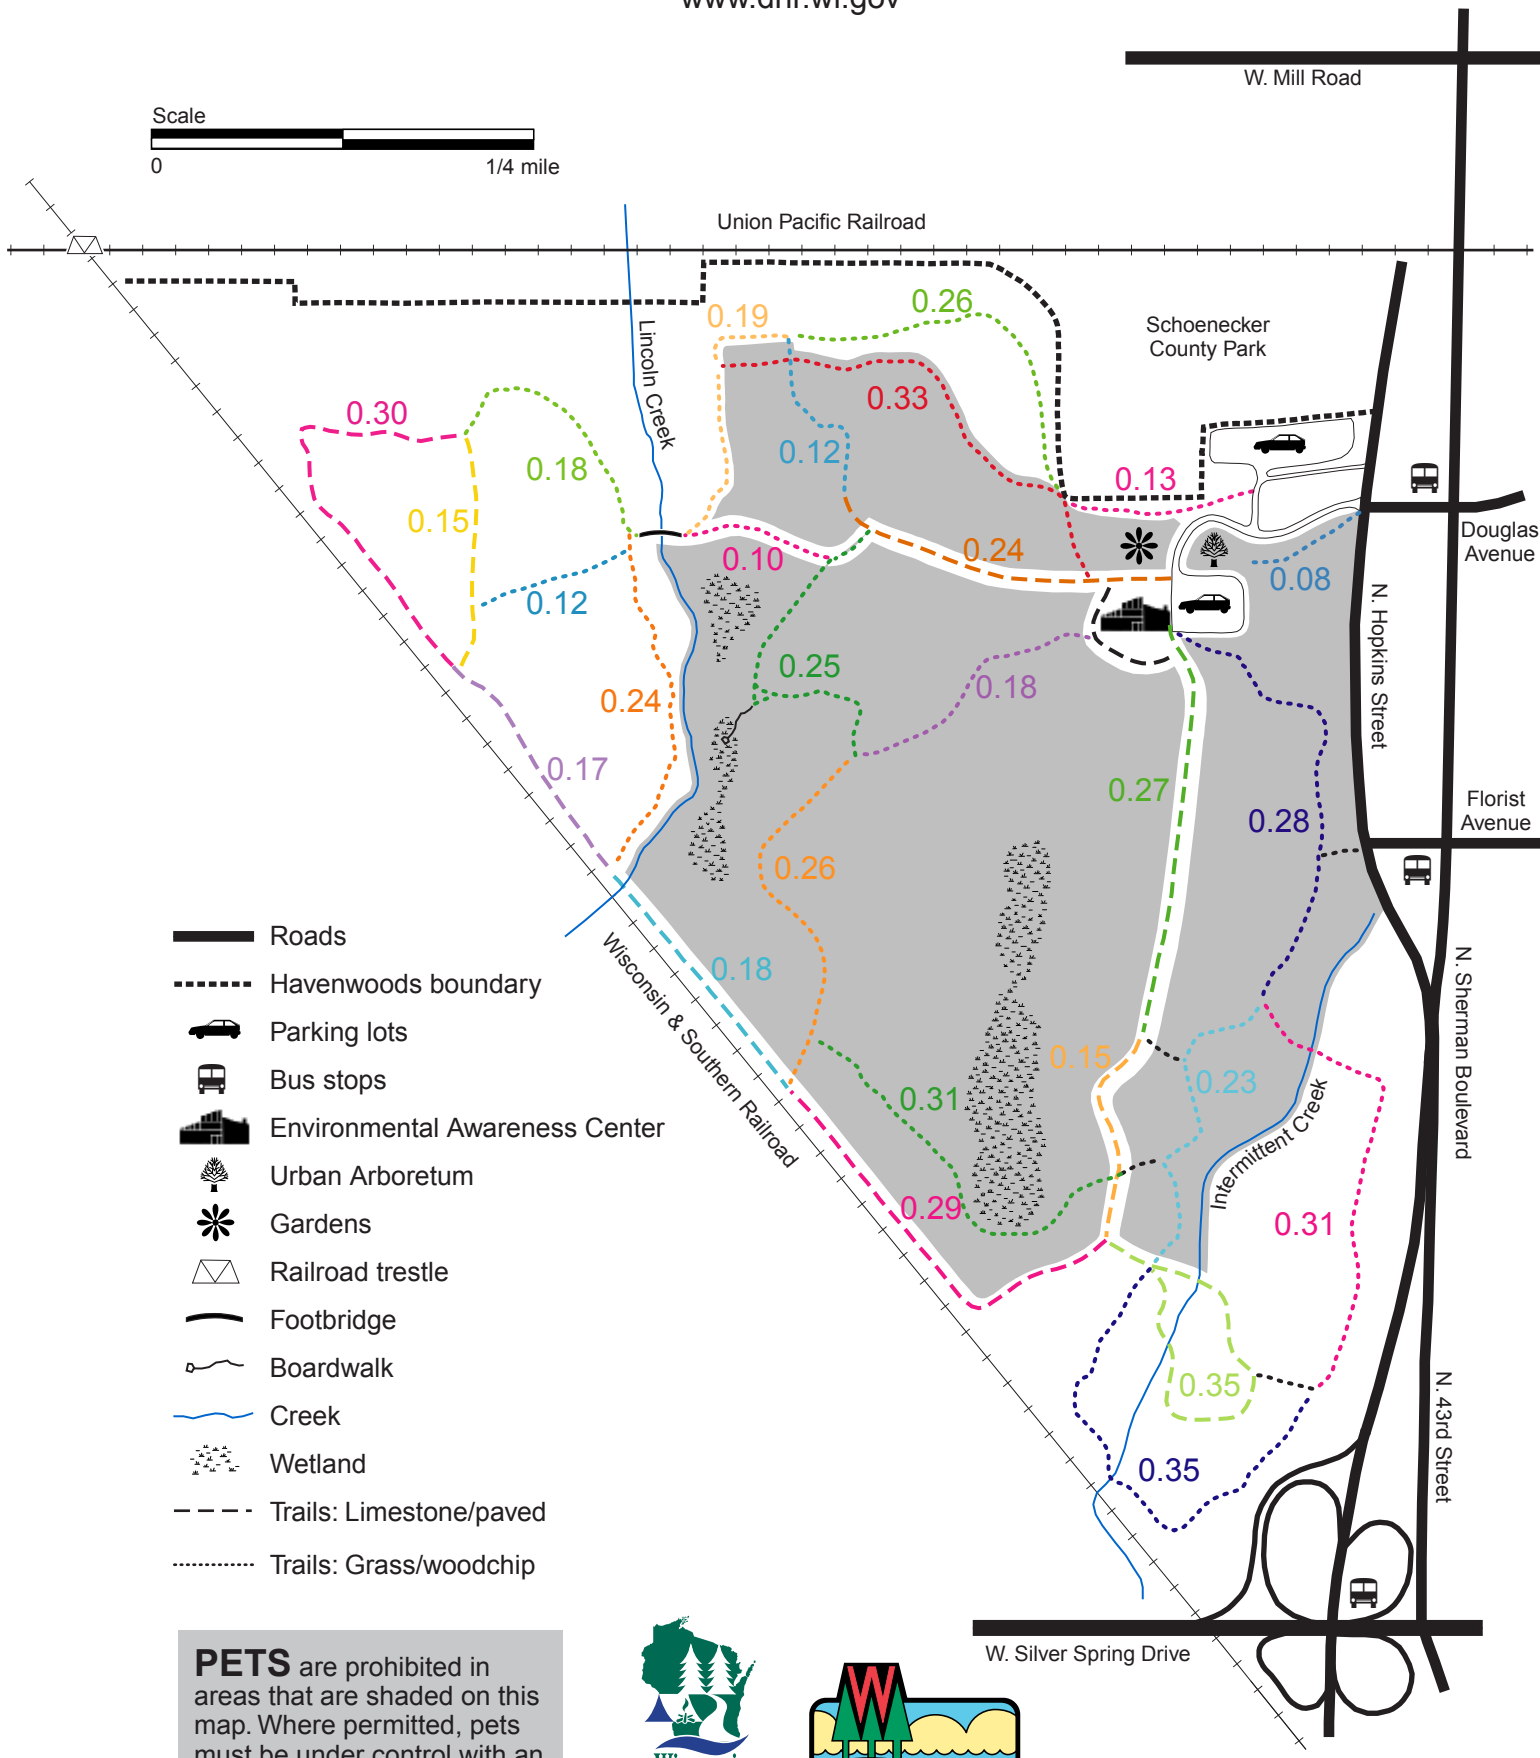 www.dnr.wi.gov
W. Mill Road
Scale
0
1/4 mile
Union Pacific Railroad
Schoenecker
County Park
Lincoln Creek
0.19
0.26
0.30
0.33
0.18
0.12
0.13
0.15
0.10
0.24
0.08
0.12
Douglas
Avenue
N. Hopkins Street
0.25
0.18
0.24
0.17
0.27
0.28
Florist
Avenue
0.26
0.18
Wisconsin & Southern Railroad
N. Sherman Boulevard
0.15
0.23
0.31
Intermittent Creek
0.29
0.31
0.35
0.35
N. 43rd Street
W. Silver Spring Drive
Roads
Havenwoods boundary
Parking lots
Bus stops
Environmental Awareness Center
Urban Arboretum
Gardens
Railroad trestle
Footbridge
Boardwalk
Creek
Wetland
Trails: Limestone/paved
Trails: Grass/woodchip
PETS are prohibited in
areas that are shaded on this
map. Where permitted, pets
must be under control with an
W